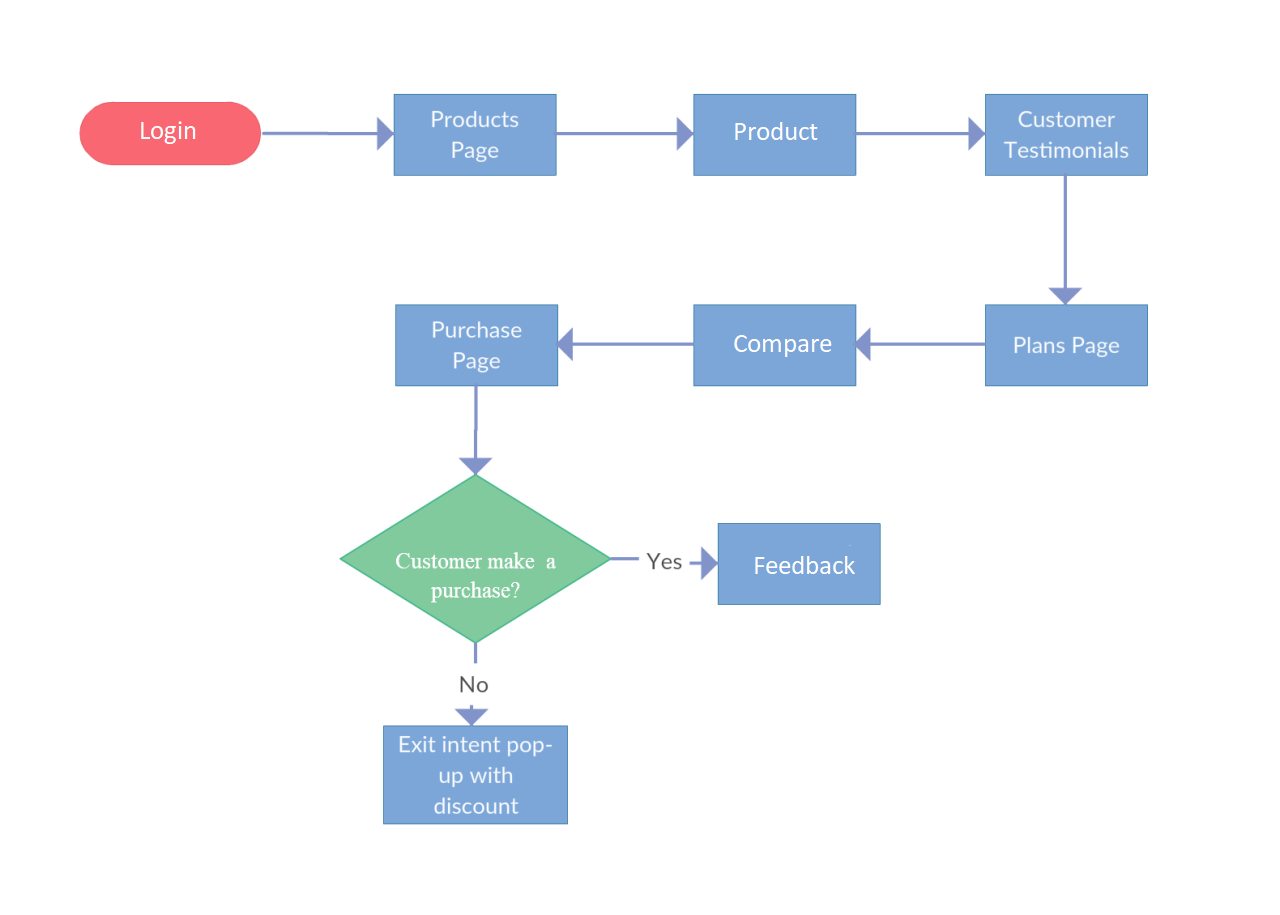 Login
Products
Page
Product
Customer
Testimonials
Purchase
Page
Compare
Plans Page
Customer make a
purchase?
Yes
Feedback
No
Exit intent pop-
up with
discount